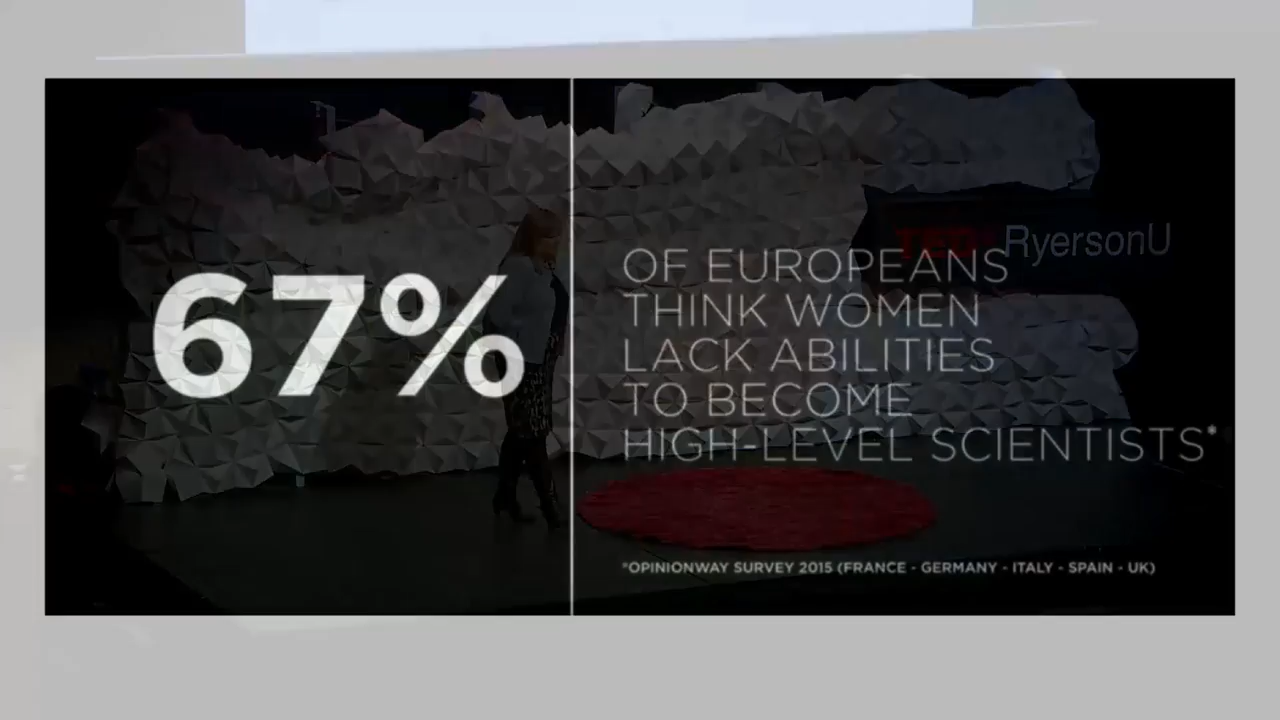 TEDx RyersonU
67%
OF EUROPEANS
THINK WOMEN
LACK ABILITIES
TO BECOME
HIGH-LEVEL SCIENTISTS*
*OPINIONWAY SURVEY 2015 (FRANCE - GERMANY - ITALY - SPAIN - UK)